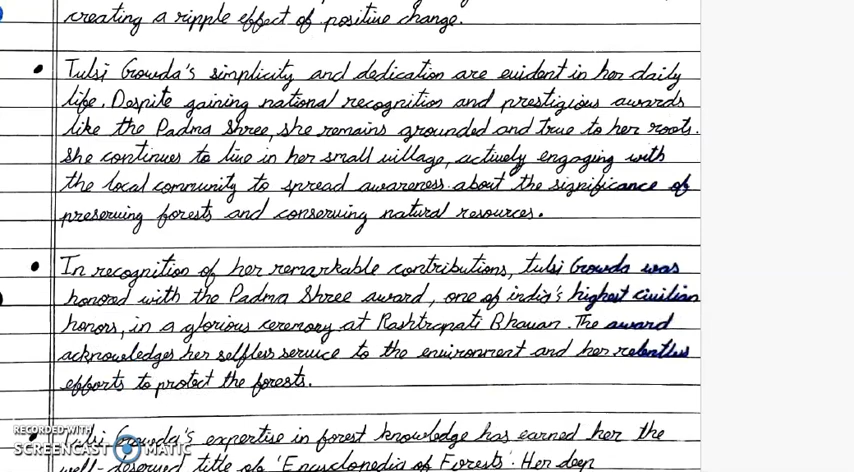 creating a ripple effect of positive change.
• Tulsi Gowda's simplicity and dedication are evident in her daily
life. Despite gaining national recognition and prestigious awards
like the Padma Shree, she remains grounded and true to her roots.
She continues to live in her small village, actively engaging with
the local community to spread awareness about the significance of
preserving forests and conserving natural resources.
• In recognition of her remarkable contributions, tulsi Gowda was
honored with the Padma Shree award, one of india's highest civilian
honors, in a glorious ceremony at Rashtrapati Bhavan. The award
acknowledges her selfless service to the environment and her relentless
efforts to protect the forests.
• Tulsi Gowda's expertise in forest knowledge has earned her the
well-deserved title of 'Encyclopedia of Forests'. Her deep
RECORDED WITH
SCREENCAST MATIC